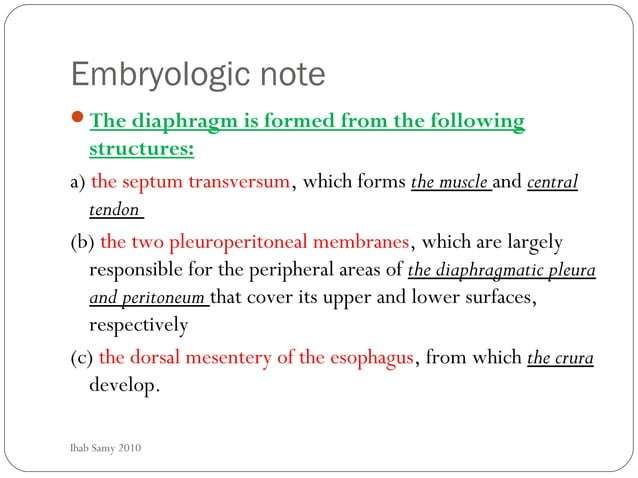 Embryologic note
The diaphragm is formed from the following
structures:
a) the septum transversum, which forms the muscle and central
tendon
(b) the two pleuroperitoneal membranes, which are largely
responsible for the peripheral areas of the diaphragmatic pleura
and peritoneum that cover its upper and lower surfaces,
respectively
(c) the dorsal mesentery of the esophagus, from which the crura
develop.
Ihab Samy 2010